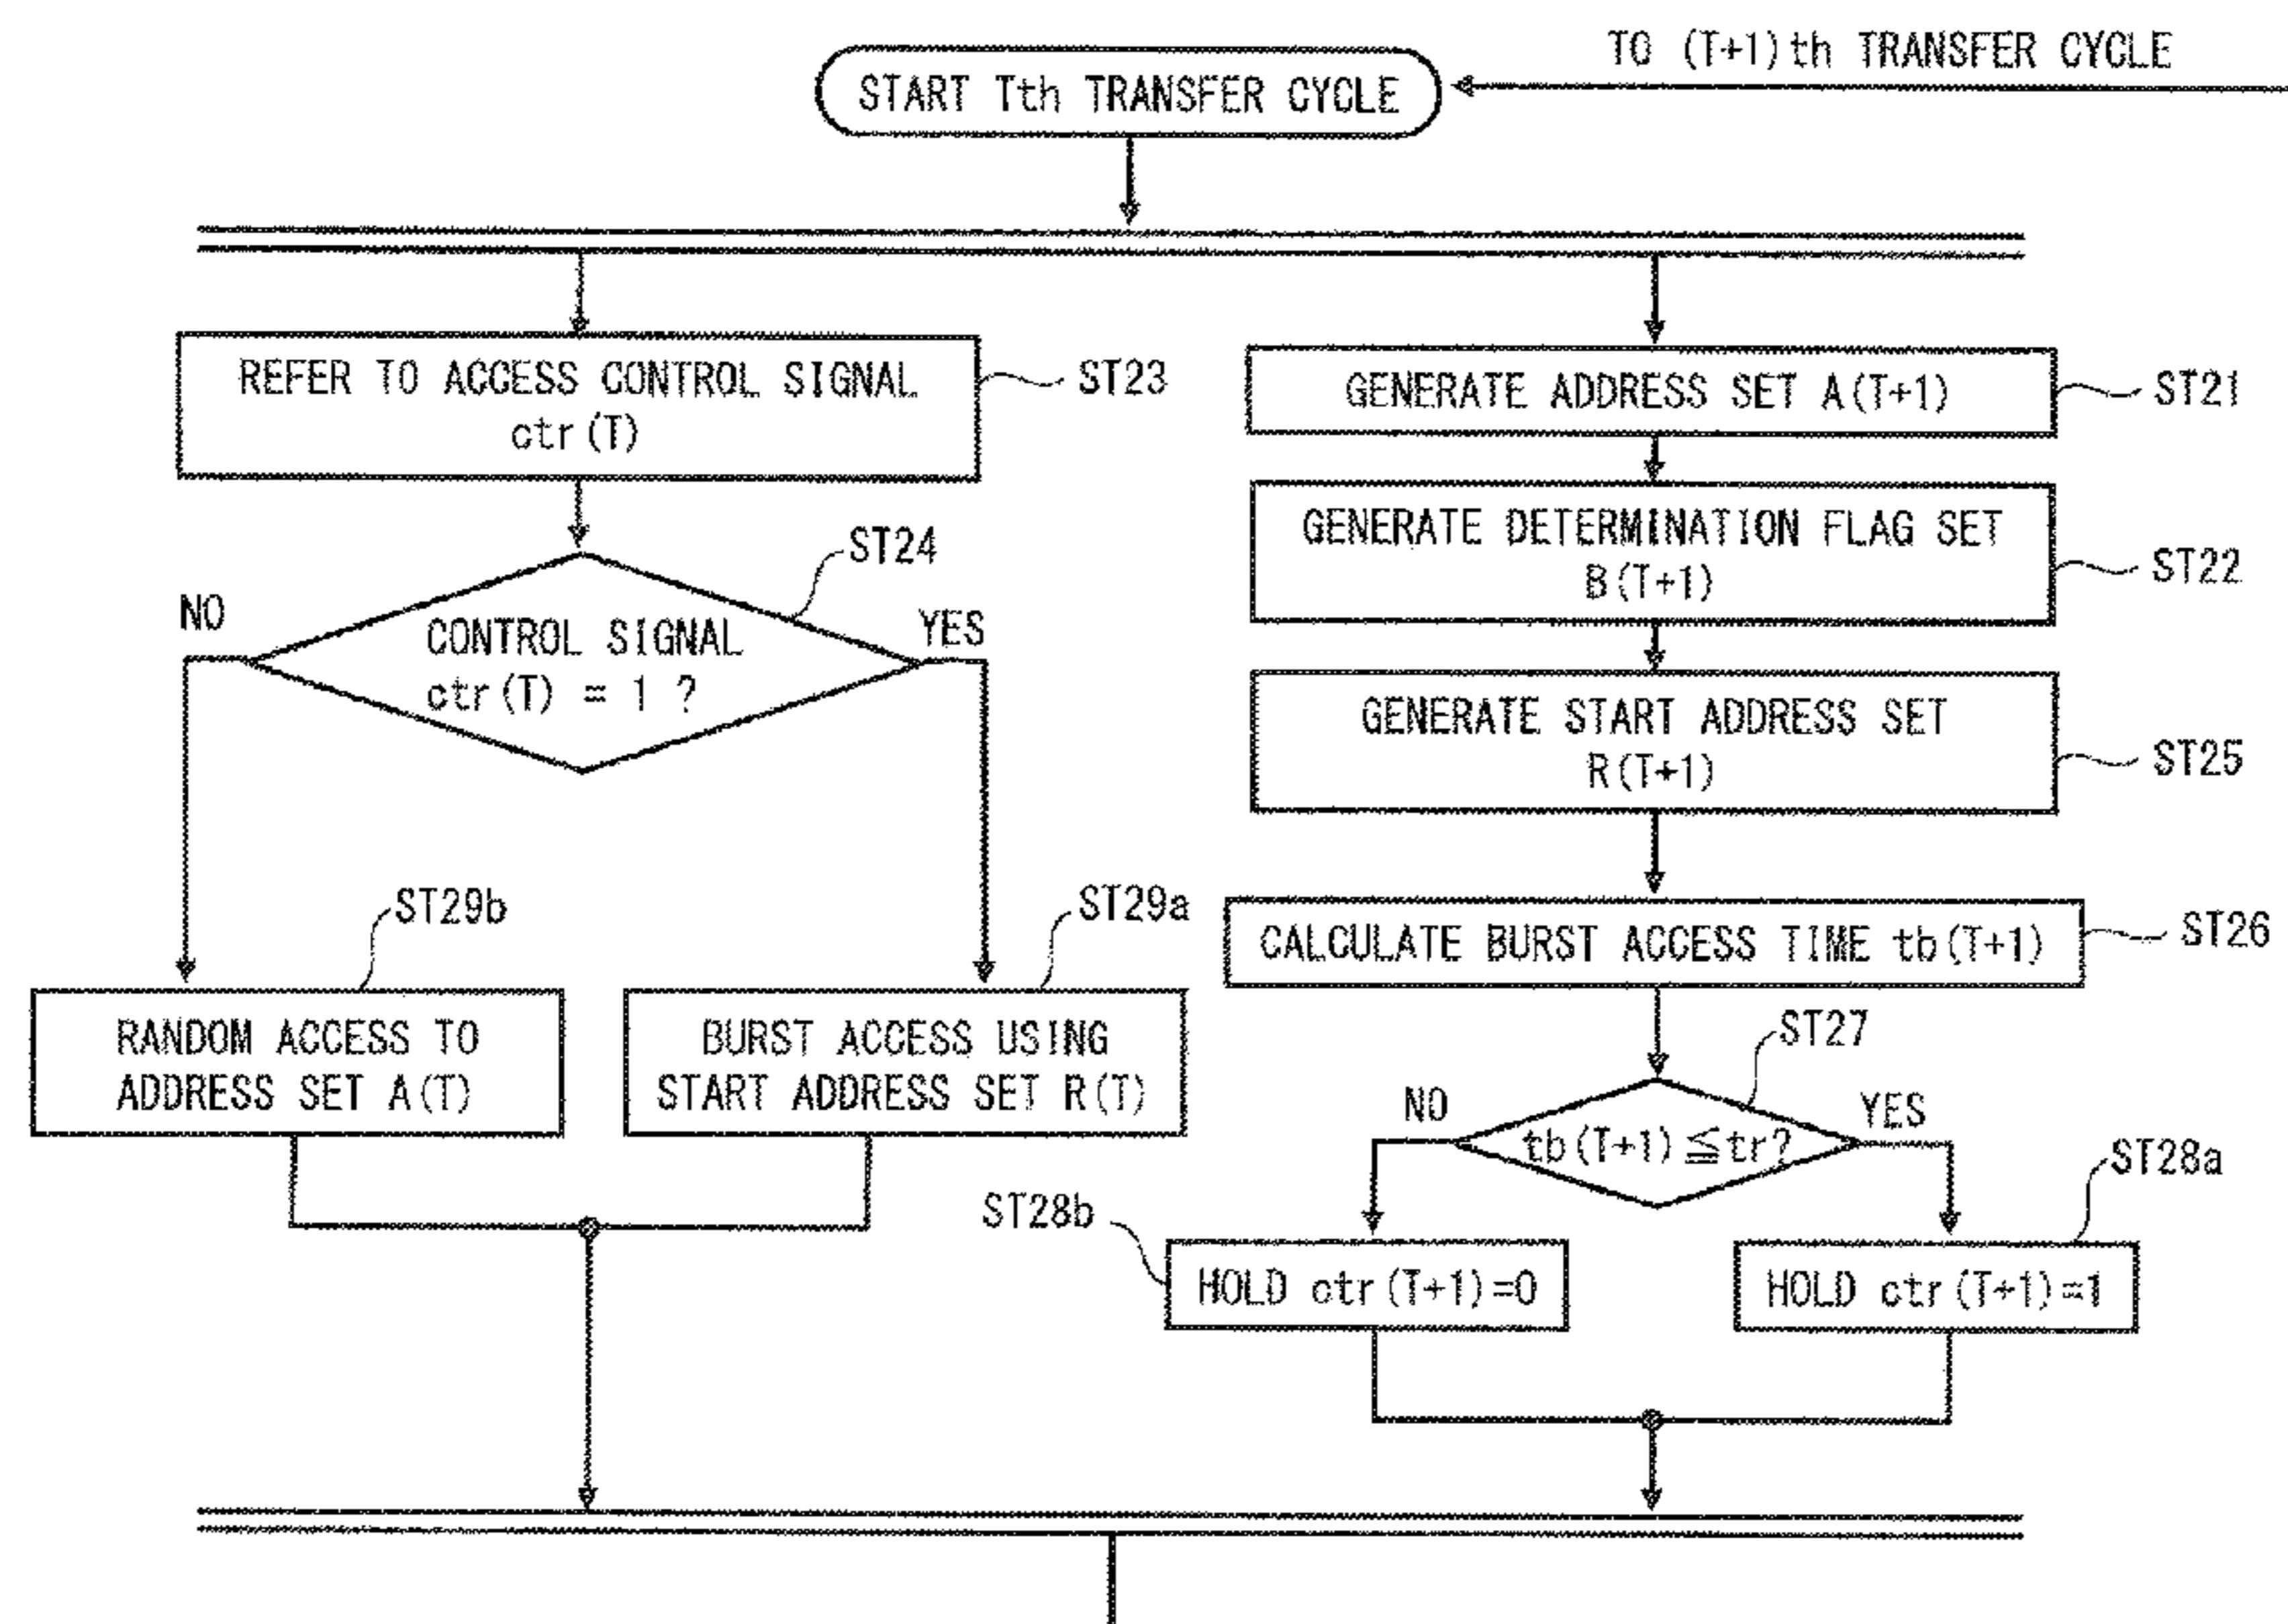 TO (T+1)th TRANSFER CYCLE
START Tth TRANSFER CYCLE
REFER TO ACCESS CONTROL SIGNAL
ctr(T)
ST23
GENERATE ADDRESS SET A(T+1)
ST21
GENERATE DETERMINATION FLAG SET
B(T+1)
ST22
ST24
NO
YES
CONTROL SIGNAL
ctr(T) = 1 ?
GENERATE START ADDRESS SET
R(T+1)
ST25
ST29b
ST29a
CALCULATE BURST ACCESS TIME tb(T+1)
ST26
RANDOM ACCESS TO
ADDRESS SET A(T)
BURST ACCESS USING
START ADDRESS SET R(T)
ST27
NO
YES
tb(T+1)≦tr?
ST28b
ST28a
HOLD ctr(T+1)=0
HOLD ctr(T+1)=1